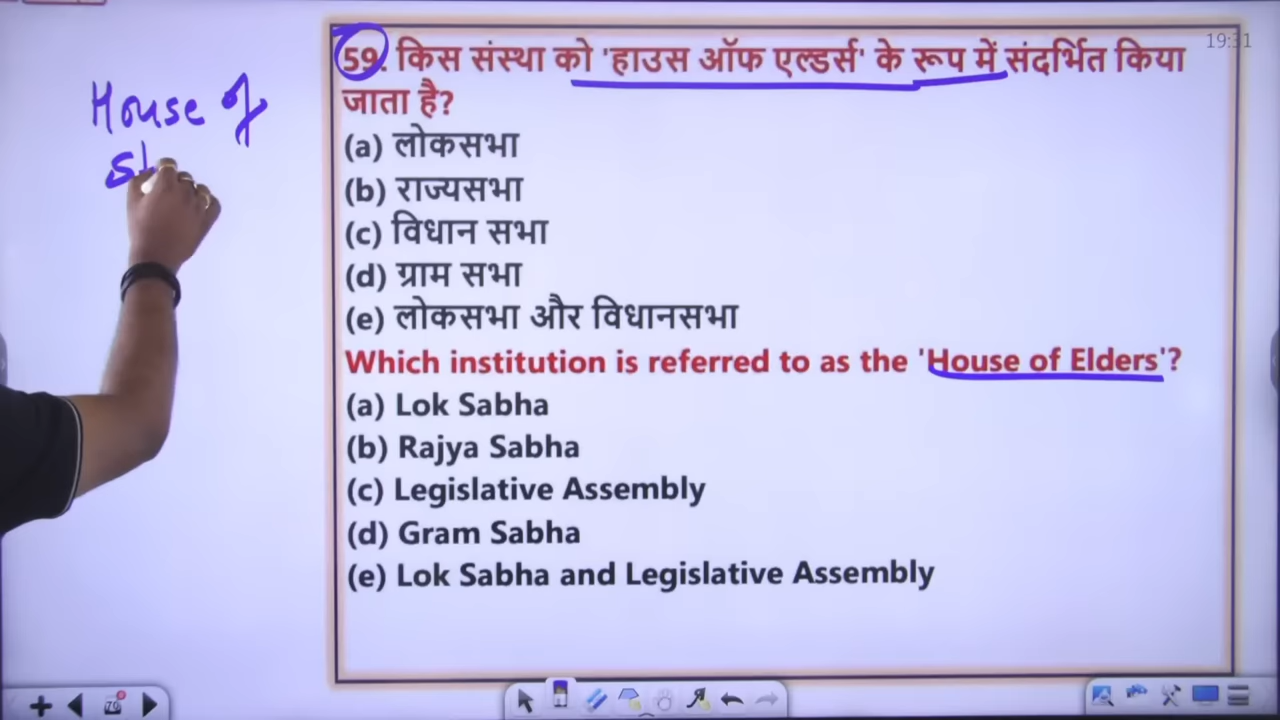 19:31
House of
st
59. किस संस्था को 'हाउस ऑफ एल्डर्स' के रूप में संदर्भित किया
जाता है?
(a) लोकसभा
(b) राज्यसभा
(c) विधान सभा
(d) ग्राम सभा
(e) लोकसभा और विधानसभा
Which institution is referred to as the 'House of Elders'?
(a) Lok Sabha
(b) Rajya Sabha
(c) Legislative Assembly
(d) Gram Sabha
(e) Lok Sabha and Legislative Assembly